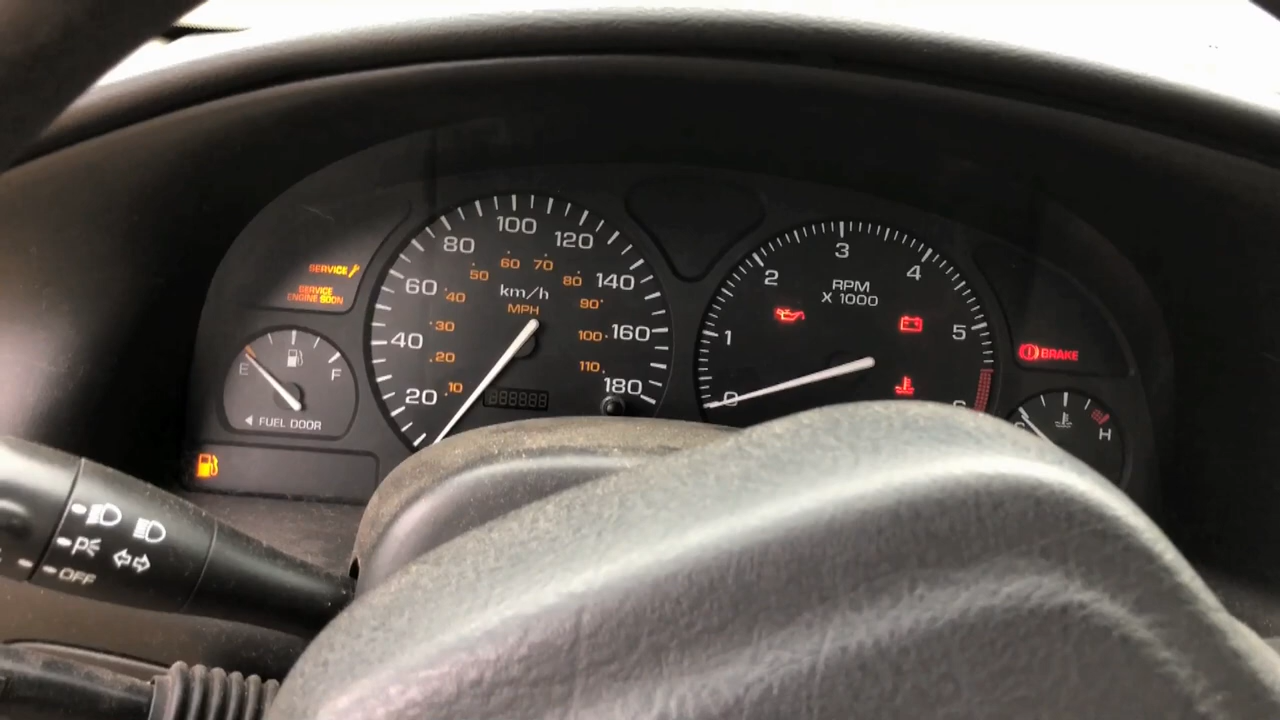 SERVICE
SERVICE
ENGINE SOON
E
F
FUEL DOOR
20
40
60
80
100
120
140
160
180
10
20
30
40
50
60
70
80
90
100
110
km/h
MPH
0
1
2
3
4
5
6
RPM
X 1000
BRAKE
C
H
OFF